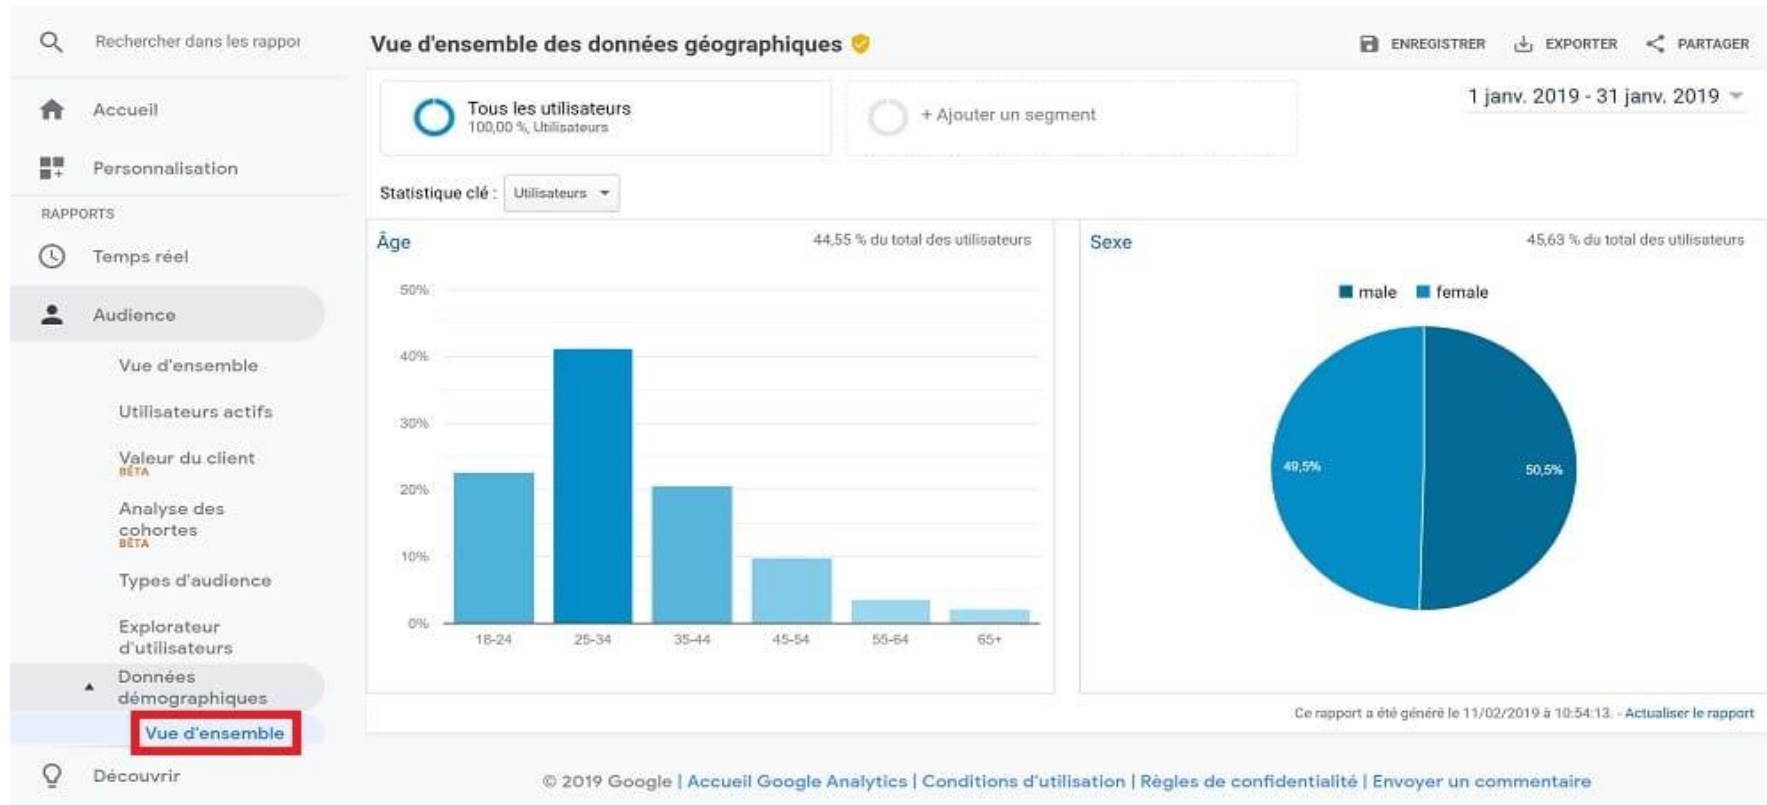 Rechercher dans les rappor
Accueil
Personnalisation
RAPPORTS
Temps réel
Audience
Vue d'ensemble
Utilisateurs actifs
Valeur du client
BÊTA
Analyse des
cohortes
BÊTA
Types d'audience
Explorateur
d'utilisateurs
Données
démographiques
Vue d'ensemble
Découvrir
Vue d'ensemble des données géographiques
ENREGISTRER EXPORTER PARTAGER
Tous les utilisateurs
100,00 %, Utilisateurs
+ Ajouter un segment
1 janv. 2019 - 31 janv. 2019
Statistique clé : Utilisateurs
Âge 44,55 % du total des utilisateurs
50%
40%
30%
20%
10%
0%
18-24 25-34 35-44 45-54 55-64 65+
Sexe 45,63 % du total des utilisateurs
male female
49,5% 50,5%
Ce rapport a été généré le 11/02/2019 à 10:54:13. - Actualiser le rapport
© 2019 Google | Accueil Google Analytics | Conditions d'utilisation | Règles de confidentialité | Envoyer un commentaire